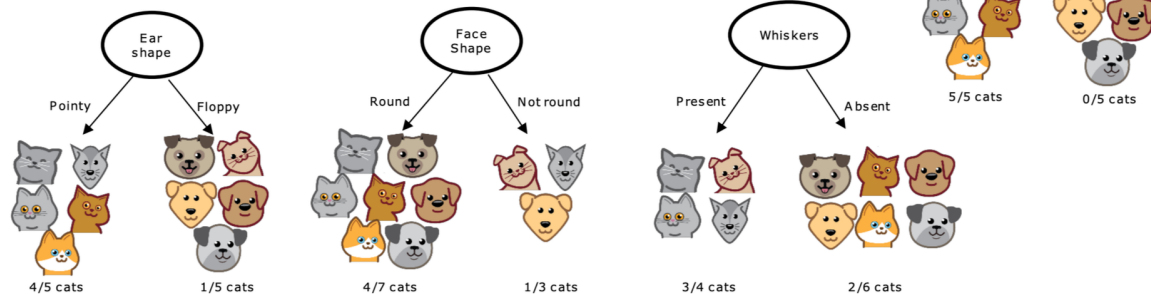 Ear
shape
Face
Shape
Whiskers
5/5 cats
0/5 cats
Pointy
Floppy
Round
Not round
Present
Absent
4/5 cats
1/5 cats
4/7 cats
1/3 cats
3/4 cats
2/6 cats